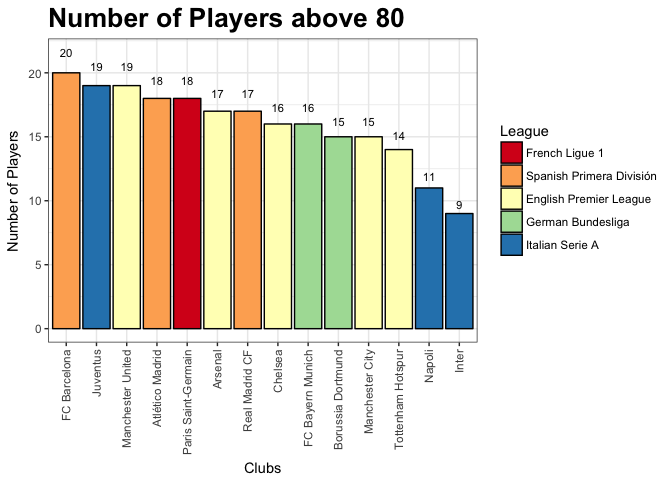 Number of Players above 80
Number of Players
20
15
10
5
0
20
19
19
18
18
17
17
16
16
15
15
14
11
9
FC Barcelona
Juventus
Manchester United
Atlético Madrid
Paris Saint-Germain
Arsenal
Real Madrid CF
Chelsea
FC Bayern Munich
Borussia Dortmund
Manchester City
Tottenham Hotspur
Napoli
Inter
Clubs
League
French Ligue 1
Spanish Primera División
English Premier League
German Bundesliga
Italian Serie A